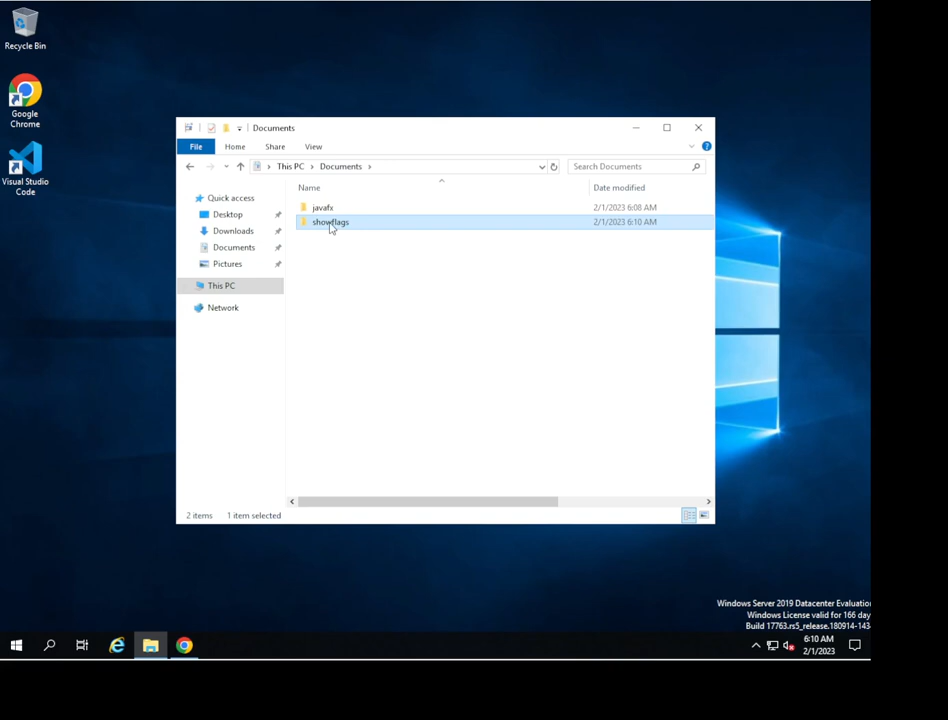 Recycle Bin
Google
Chrome
Visual Studio
Code
Documents
File Home Share View
This PC Documents
Search Documents
Name Date modified
javafx 2/1/2023 6:08 AM
showflags 2/1/2023 6:10 AM
Quick access
Desktop
Downloads
Documents
Pictures
This PC
Network
2 items 1 item selected
Windows Server 2019 Datacenter Evaluation
Windows License valid for 166 day
Build 17763.rs5_release.180914-143
6:10 AM
2/1/2023